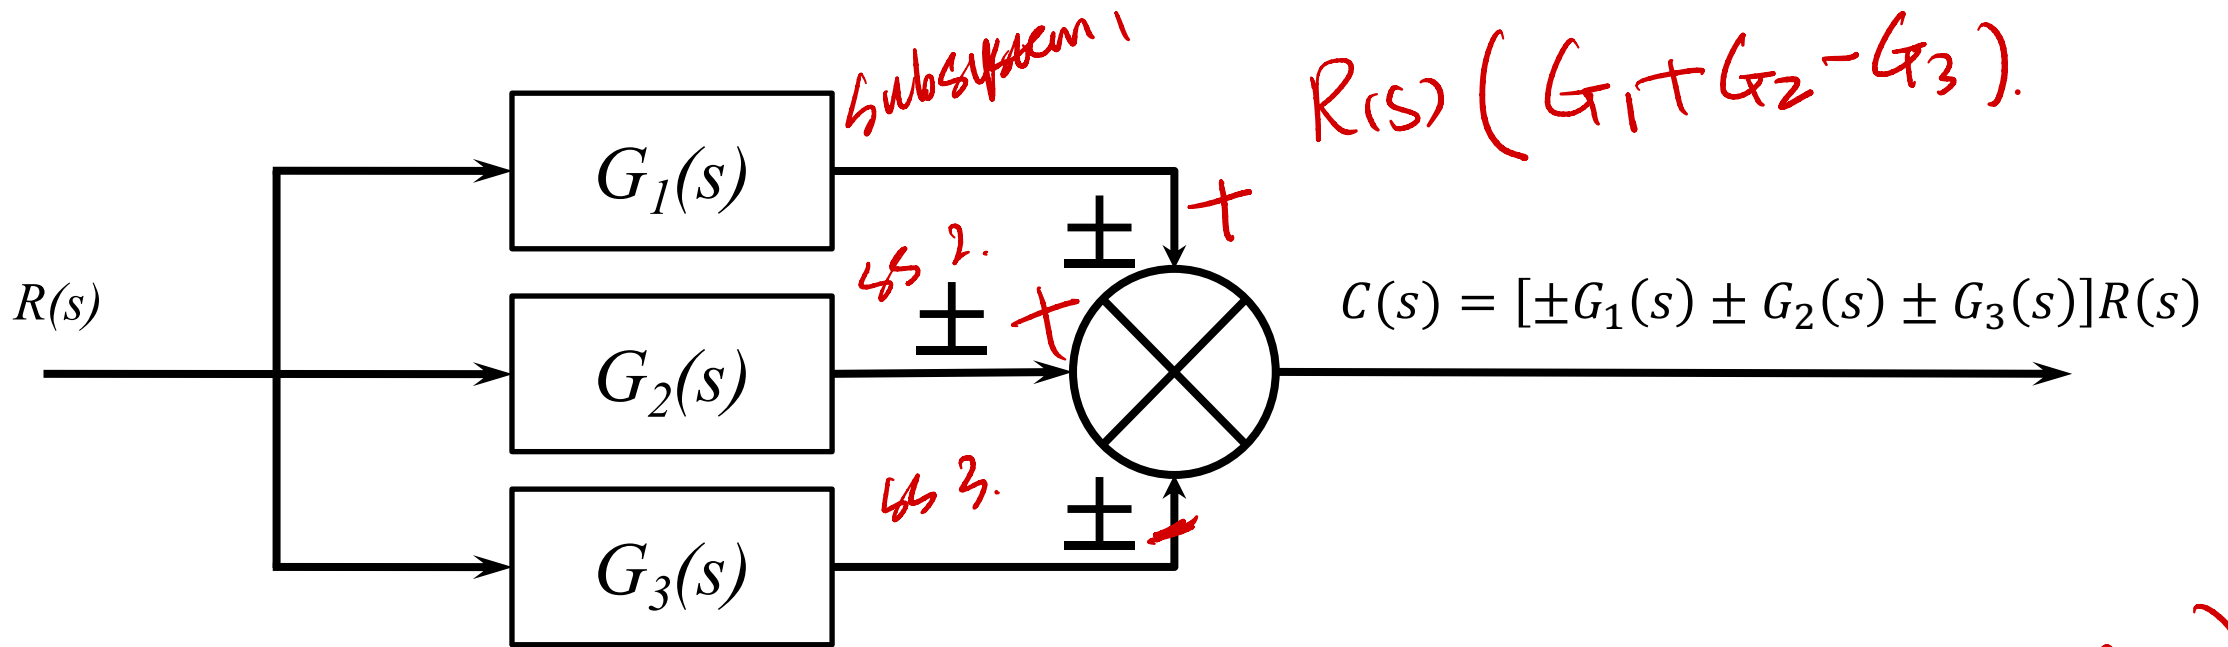 subsystem 1
R(s) (G1+G2-G3).
G1(s)
±
+
ss 2.
R(s)
±
+
C(s) = [±G₁(s) ± G₂(s) ± G₃(s)]R(s)
G2(s)
ss 3.
±
-
G3(s)